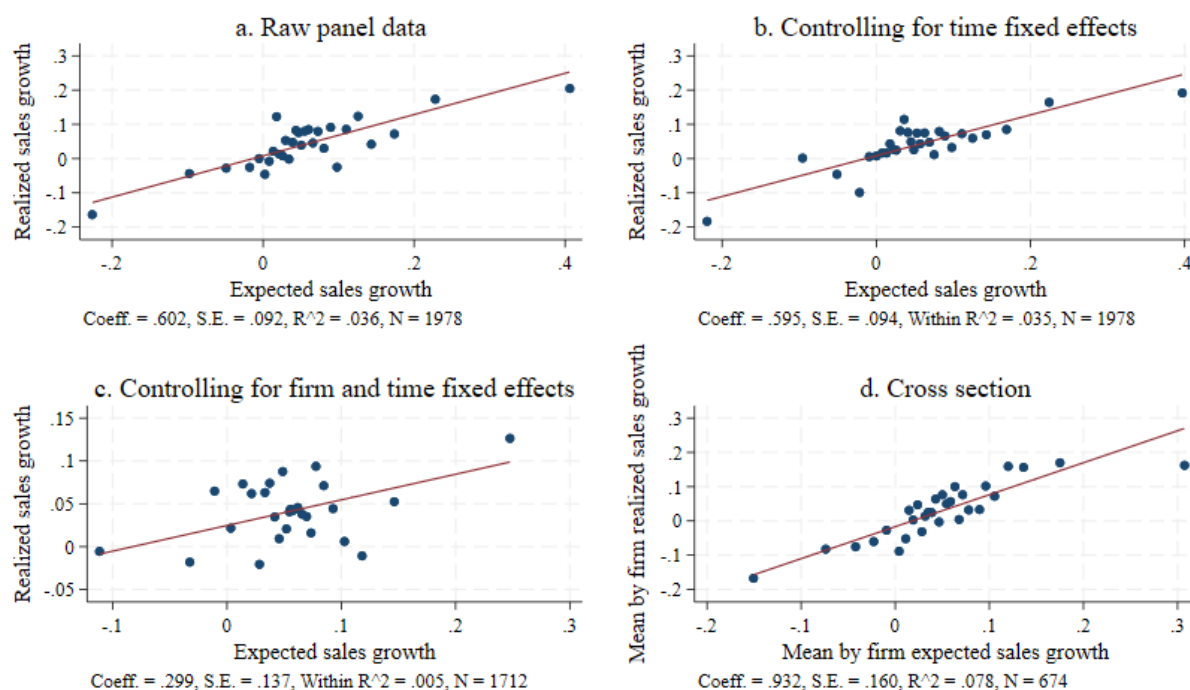 a. Raw panel data
Realized sales growth
.3
.2
.1
0
-.1
-.2
-.2 0 .2 .4
Expected sales growth
Coeff. = .602, S.E. = .092, R^2 = .036, N = 1978
b. Controlling for time fixed effects
Realized sales growth
.3
.2
.1
0
-.1
-.2
-.2 0 .2 .4
Expected sales growth
Coeff. = .595, S.E. = .094, Within R^2 = .035, N = 1978
c. Controlling for firm and time fixed effects
Realized sales growth
.15
.1
.05
0
-.05
-.1 0 .1 .2 .3
Expected sales growth
Coeff. = .299, S.E. = .137, Within R^2 = .005, N = 1712
d. Cross section
Mean by firm realized sales growth
.3
.2
.1
0
-.1
-.2
-.2 -.1 0 .1 .2 .3
Mean by firm expected sales growth
Coeff. = .932, S.E. = .160, R^2 = .078, N = 674